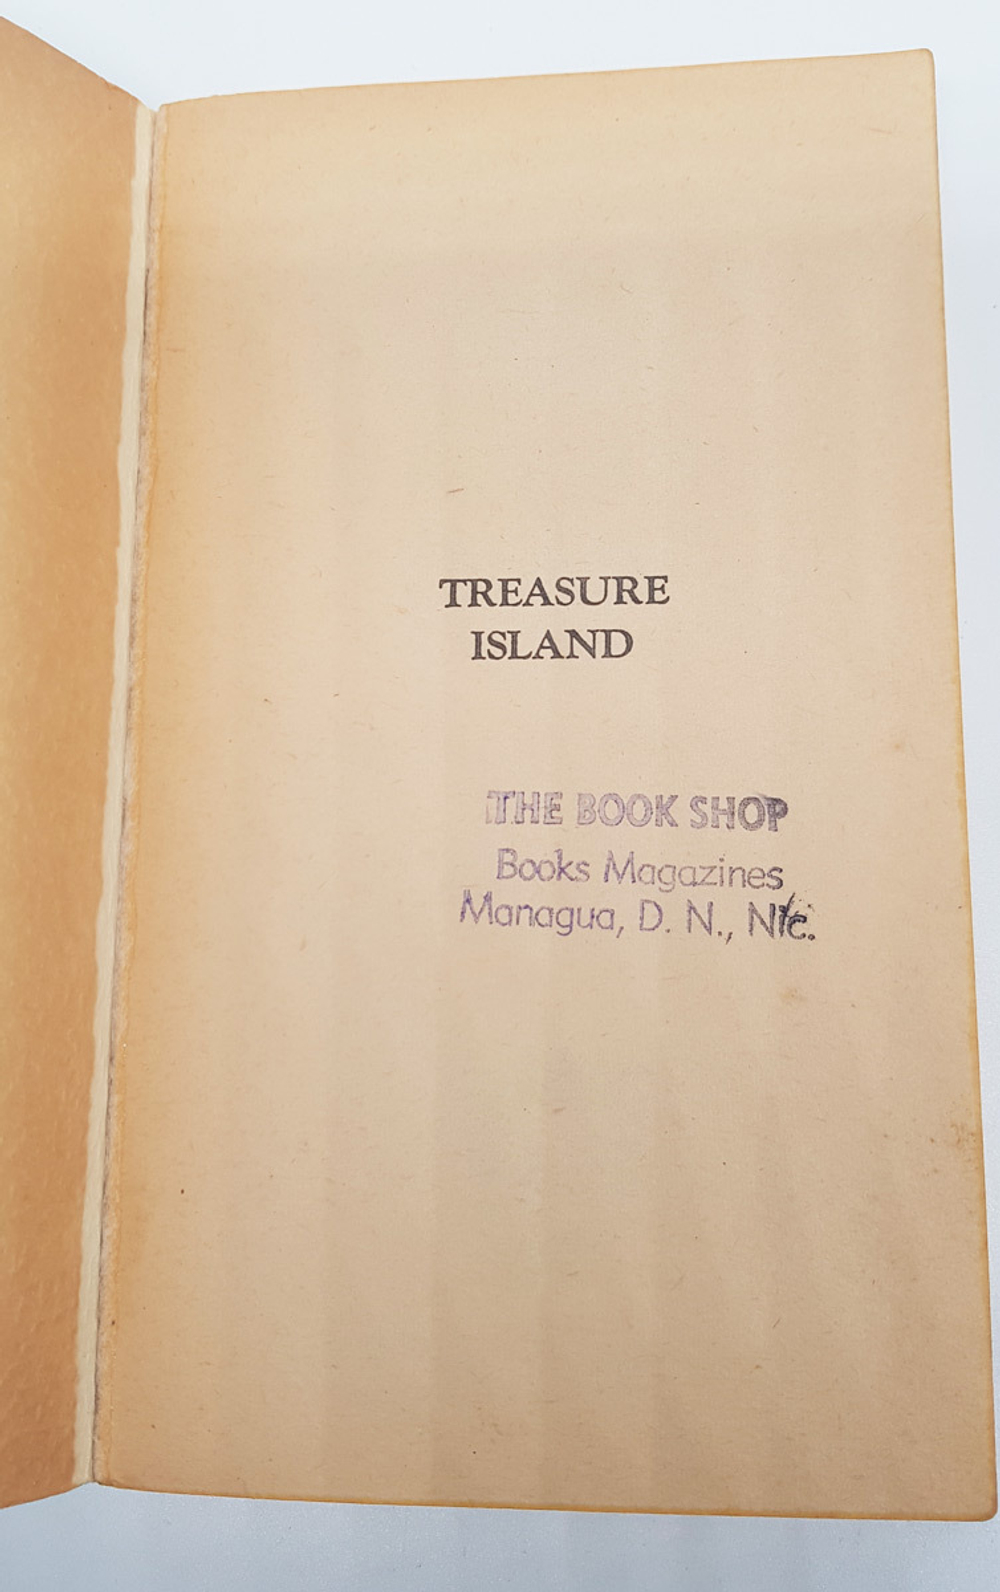 TREASURE
ISLAND
THE BOOK SHOP
Books Magazines
Managua, D. N., Nic.